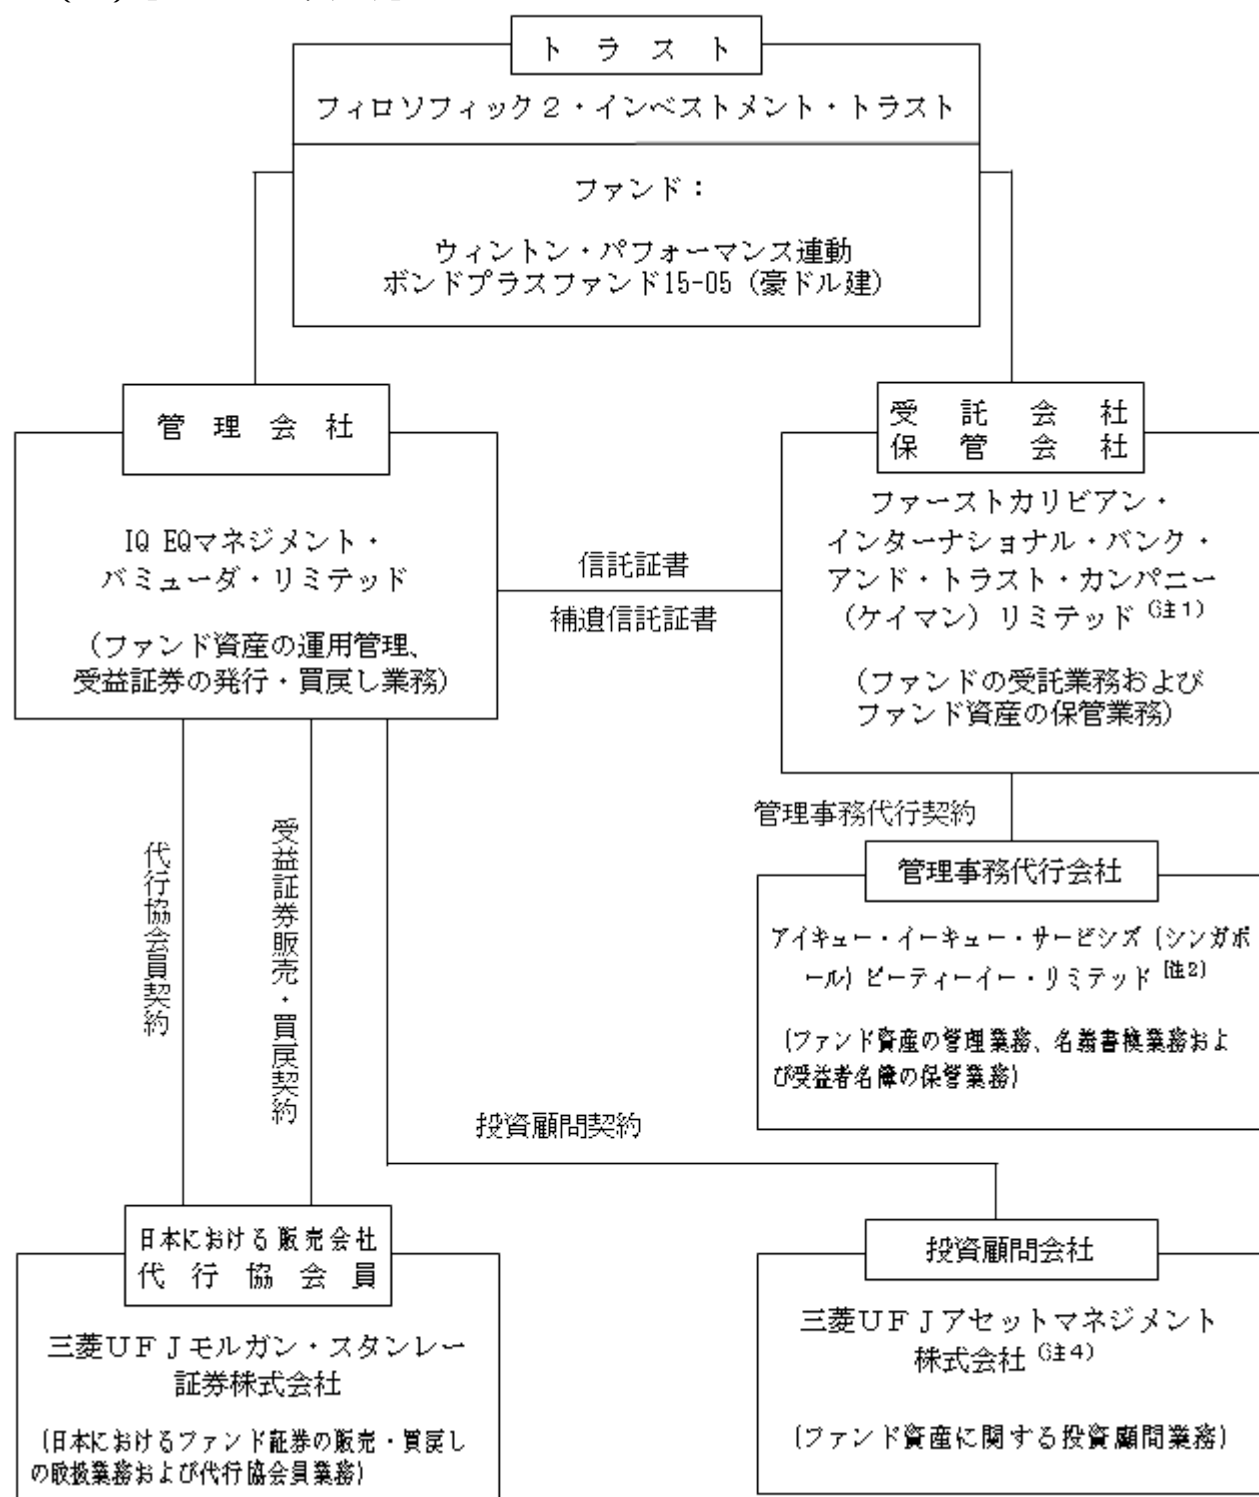 ト ラ ス ト
フィロソフィック２・インベストメント・トラスト
ファンド：
ウィントン・パフォーマンス連動
ボンドプラスファンド15-05（豪ドル建）
管 理 会 社
IQ EQマネジメント・
バミューダ・リミテッド
（ファンド資産の運用管理、
受益証券の発行・買戻し業務）
信託証書
補遺信託証書
受 託 会 社
保 管 会 社
ファーストカリビアン・
インターナショナル・バンク・
アンド・トラスト・カンパニー
（ケイマン）リミテッド（注１）
（ファンドの受託業務および
ファンド資産の保管業務）
管理事務代行契約
管理事務代行会社
アイキュー・イーキュー・サービシズ（シンガポ
ール）ピーティーイー・リミテッド（注２）
（ファンド資産の管理業務、名義書換業務およ
び受益者名簿の保管業務）
代行協会員契約
受益証券販売・買戻契約
投資顧問契約
日本における販売会社
代 行 協 会 員
三菱ＵＦＪモルガン・スタンレー
証券株式会社
（日本におけるファンド証券の販売・買戻し
の取扱業務および代行協会員業務）
投資顧問会社
三菱ＵＦＪアセットマネジメント
株式会社（注４）
（ファンド資産に関する投資顧問業務）